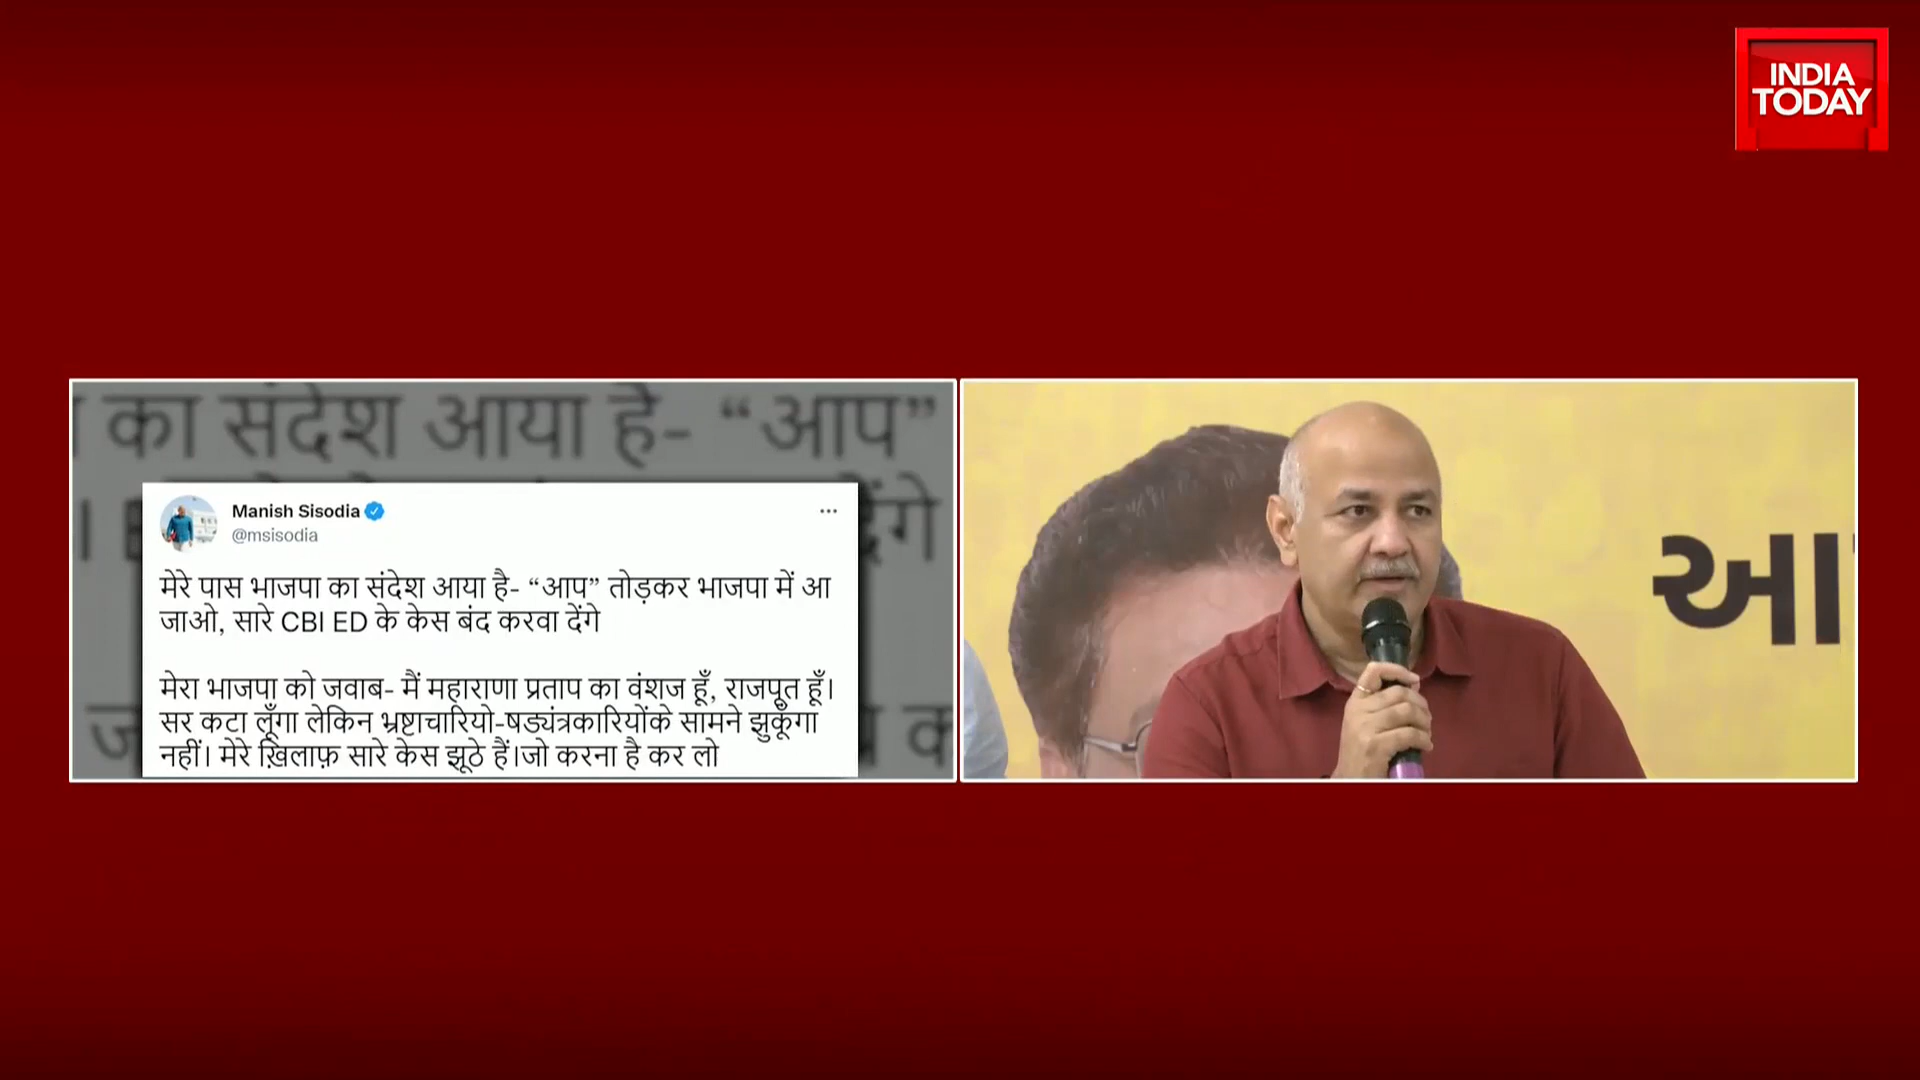 INDIA
TODAY
का संदेश आया है- “आप”
देंगे
Manish Sisodia
@msisodia
मेरे पास भाजपा का संदेश आया है- “आप” तोड़कर भाजपा में आ
जाओ, सारे CBI ED के केस बंद करवा देंगे
मेरा भाजपा को जवाब- मैं महाराणा प्रताप का वंशज हूँ, राजपूत हूँ।
सर कटा लूँगा लेकिन भ्रष्टाचारियो-षड्यंत्रकारियोंके सामने झुकूँगा
नहीं। मेरे ख़िलाफ़ सारे केस झूठे हैं।जो करना है कर लो
આ